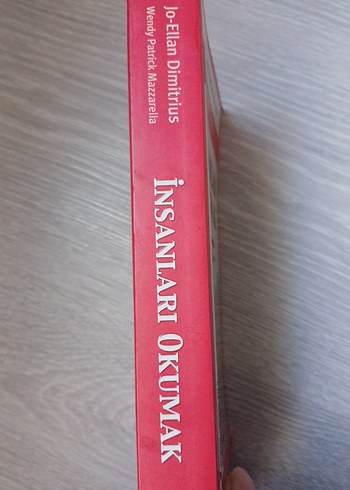 Jo-Ellan Dimitrius
Wendy Patrick Mazzarella
İNSANLARI OKUMAK